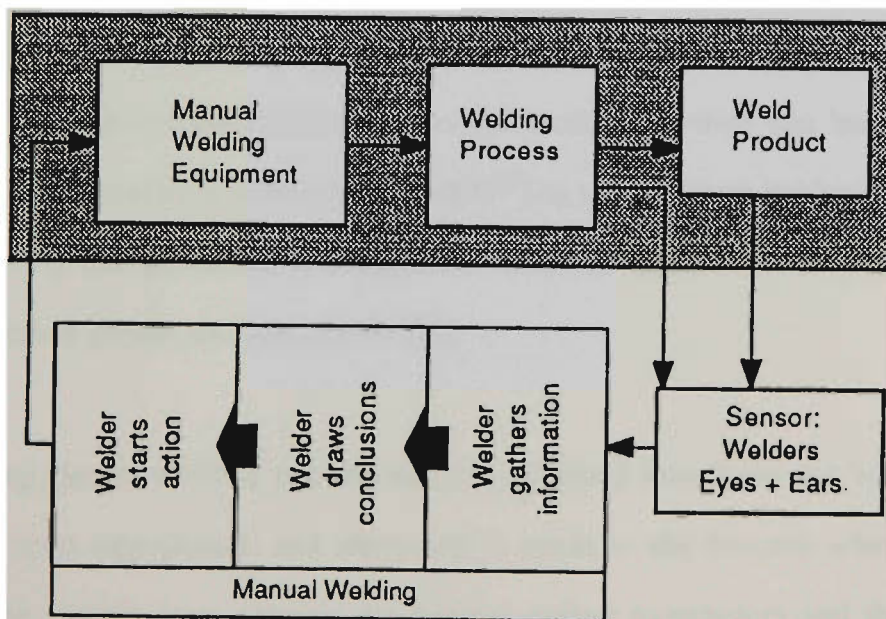 Manual
Welding
Equipment
Welding
Process
Weld
Product
Welder
starts
action
Welder
draws
conclusions
Welder
gathers
information
Sensor:
Welders
Eyes + Ears.
Manual Welding